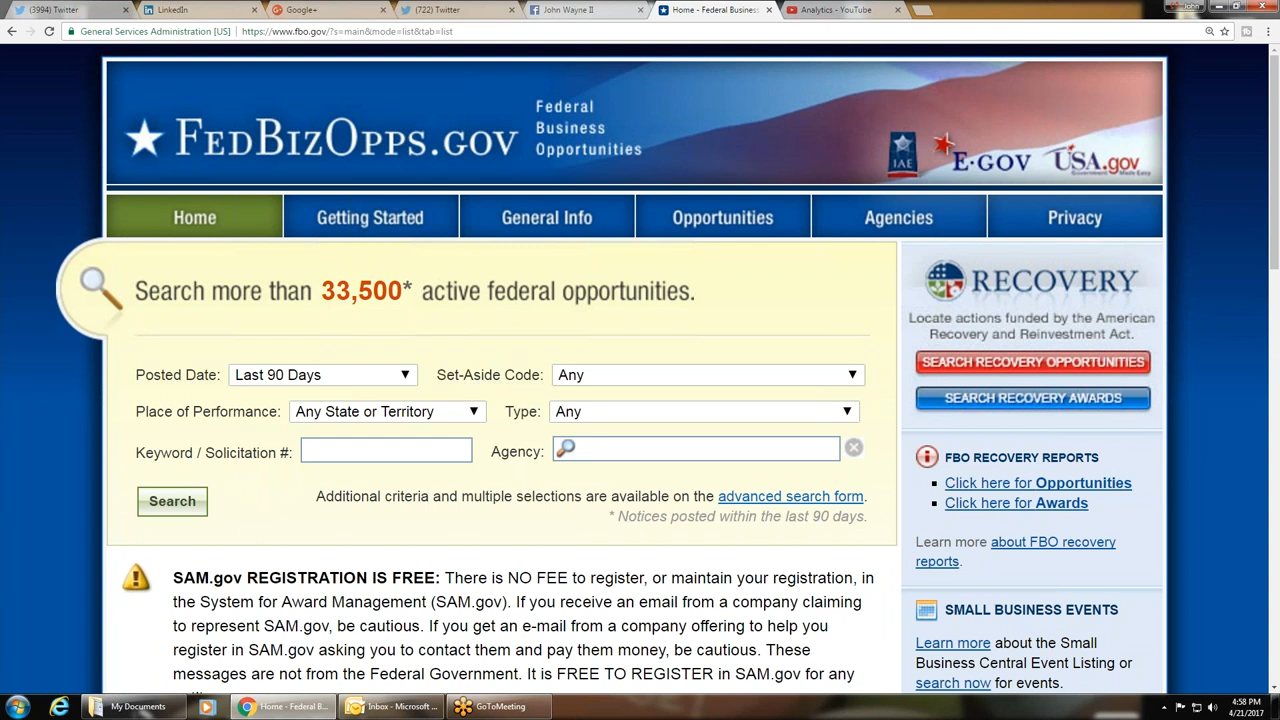 (3994) Twitter
LinkedIn
Google+
(722) Twitter
John Wayne II
Home - Federal Business
Analytics - YouTube
John
General Services Administration [US]
https://www.fbo.gov/?s=main&mode=list&tab=list
FEDBIZOPPS.GOV
Federal
Business
Opportunities
IAE
E-GOV
USA.gov
Government Made Easy
Home
Getting Started
General Info
Opportunities
Agencies
Privacy
Search more than 33,500* active federal opportunities.
Posted Date:
Last 90 Days
Set-Aside Code:
Any
Place of Performance:
Any State or Territory
Type:
Any
Keyword / Solicitation #:
Agency:
Search
Additional criteria and multiple selections are available on the advanced search form.
* Notices posted within the last 90 days.
SAM.gov REGISTRATION IS FREE: There is NO FEE to register, or maintain your registration, in
the System for Award Management (SAM.gov). If you receive an email from a company claiming
to represent SAM.gov, be cautious. If you get an e-mail from a company offering to help you
register in SAM.gov asking you to contact them and pay them money, be cautious. These
messages are not from the Federal Government. It is FREE TO REGISTER in SAM.gov for any
RECOVERY
Locate actions funded by the American
Recovery and Reinvestment Act.
SEARCH RECOVERY OPPORTUNITIES
SEARCH RECOVERY AWARDS
FBO RECOVERY REPORTS
Click here for Opportunities
Click here for Awards
Learn more about FBO recovery
reports.
SMALL BUSINESS EVENTS
Learn more about the Small
Business Central Event Listing or
search now for events.
My Documents
Home - Federal B...
Inbox - Microsoft ...
GoToMeeting
4:58 PM
4/21/2017